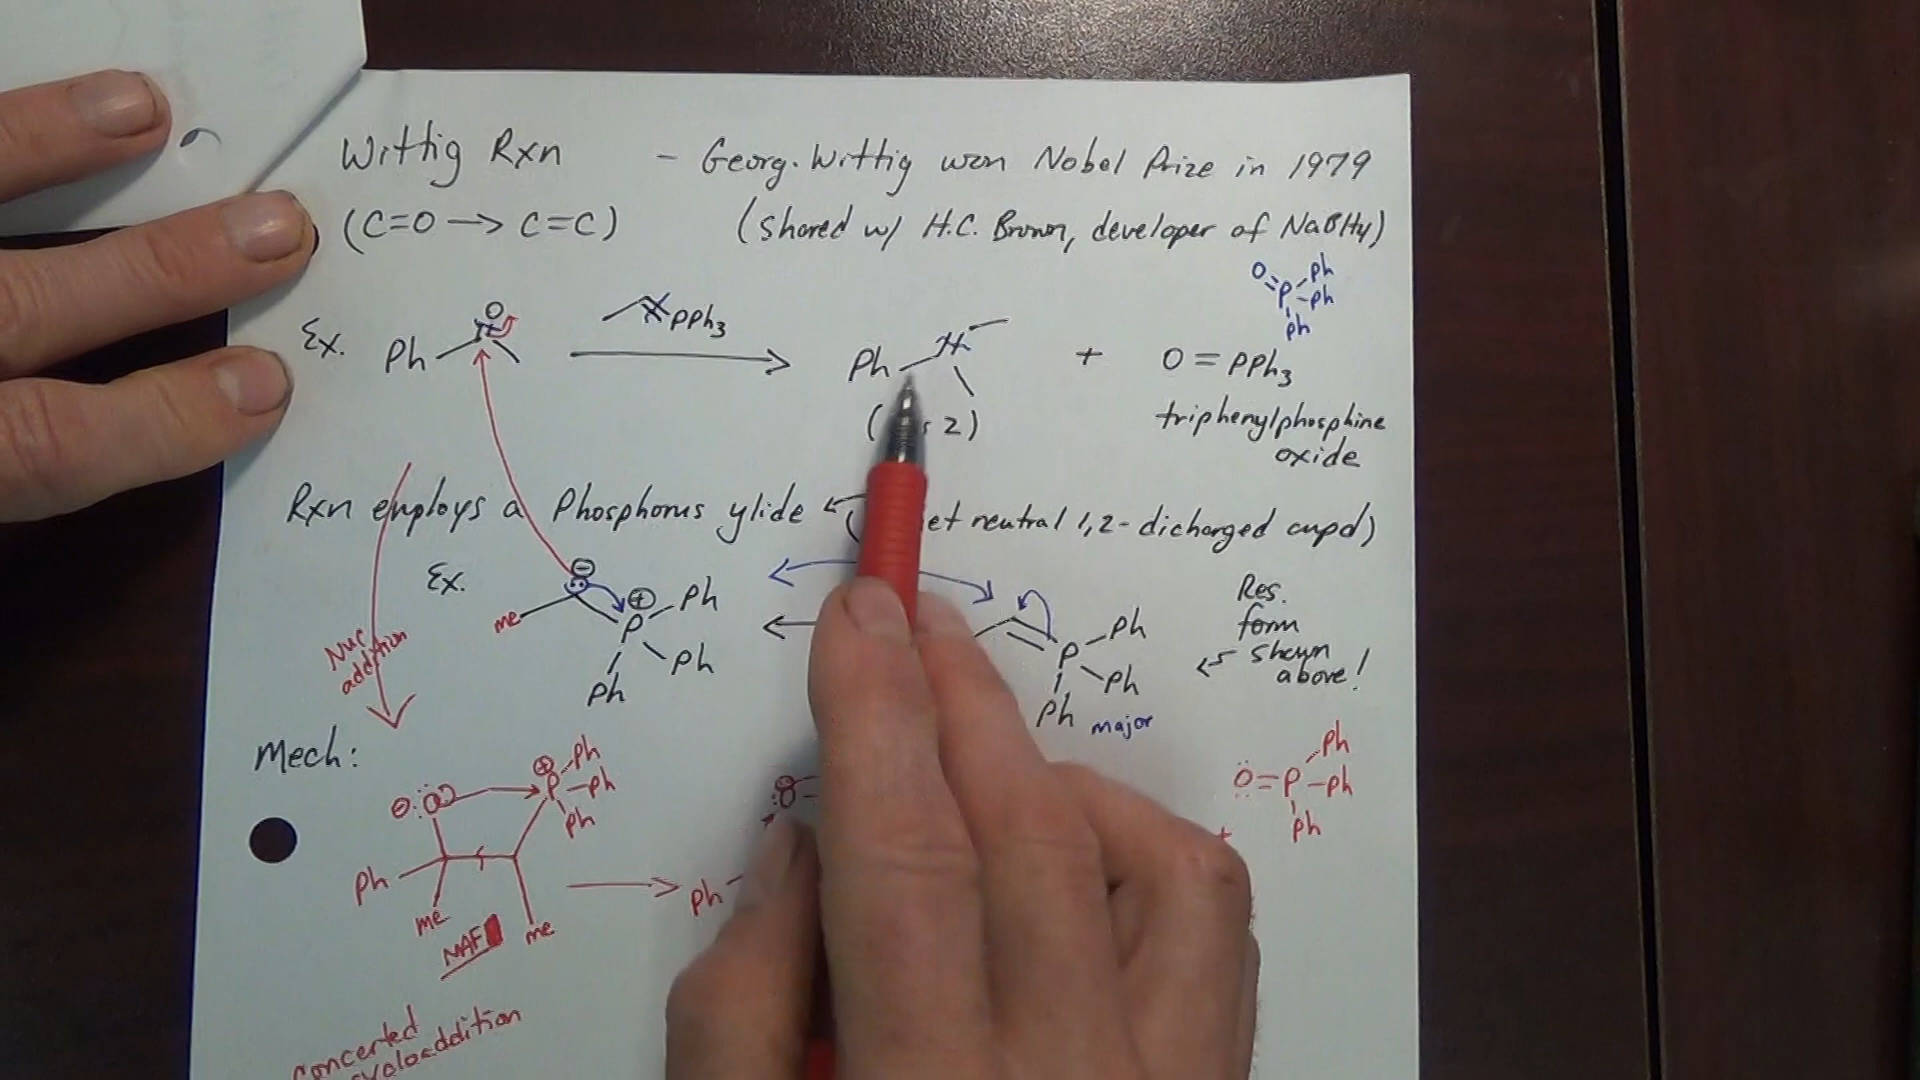 Wittig Rxn - Georg. Wittig won Nobel Prize in 1979
(C=O → C=C) (shared w/ H.C. Brown, developer of NaBH4)
O=P Ph Ph Ph
Ex. Ph O PPh3 Ph + O = PPh3
2) triphenylphosphine
oxide
Rxn employs a Phosphorus ylide ( et neutral 1,2-dicharged cmpd)
Ex. me ⊖ ⊕ P Ph Ph Ph P Ph Ph Ph major
Res.
form
shown
above!
Nuc
addition
Mech:
⊖ O ⊕ P Ph Ph Ph
Ph me me
Ph + O=P Ph Ph Ph
concerted